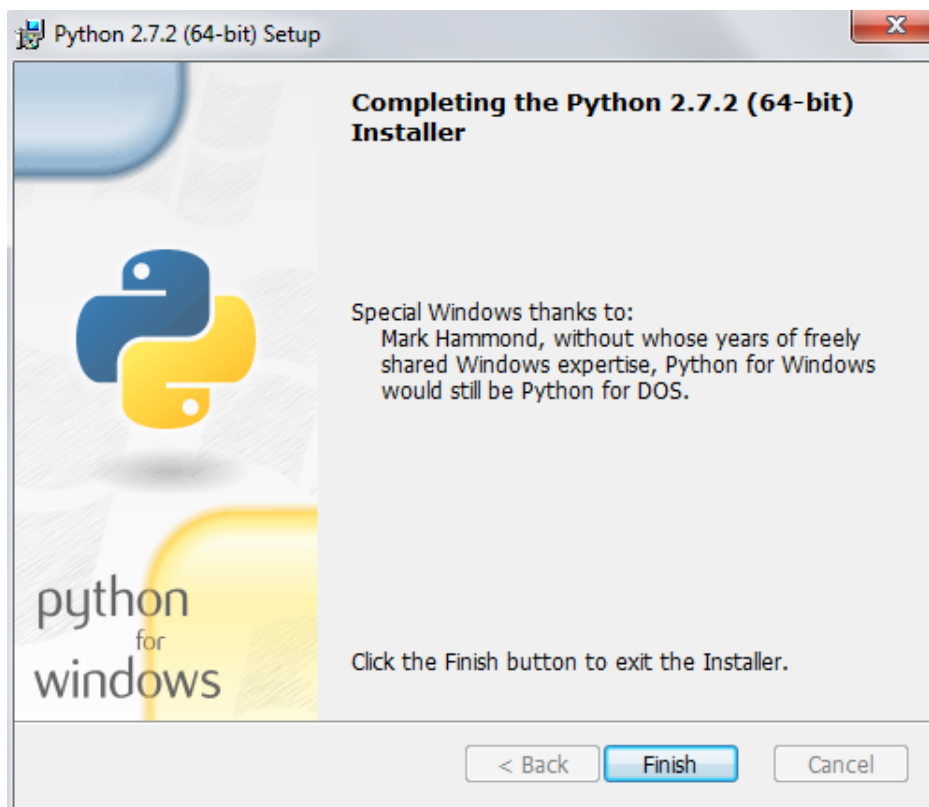 Python 2.7.2 (64-bit) Setup
Completing the Python 2.7.2 (64-bit)
Installer
Special Windows thanks to:
Mark Hammond, without whose years of freely
shared Windows expertise, Python for Windows
would still be Python for DOS.
python
for
windows
Click the Finish button to exit the Installer.
< Back
Finish
Cancel